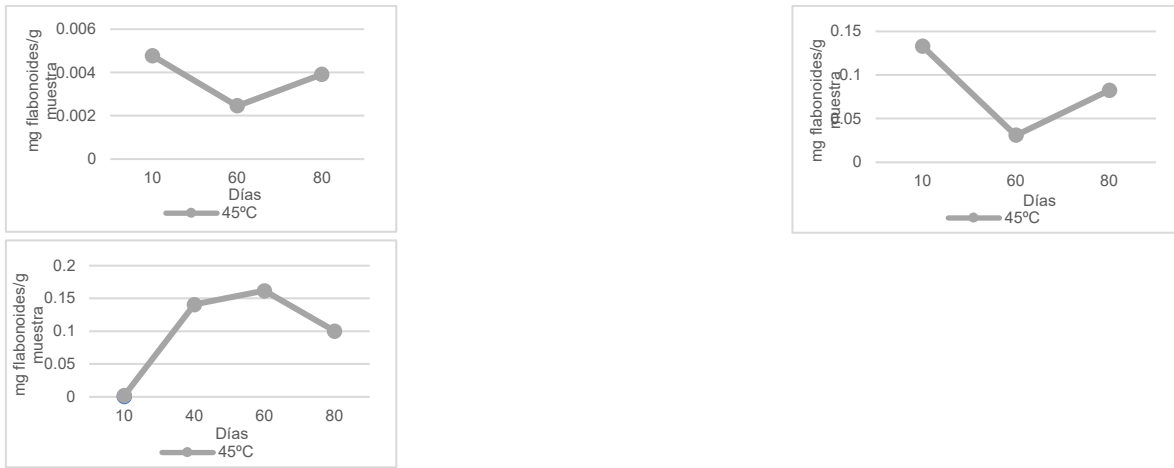 mg flabonoides/g
muestra
0.006
0.004
0.002
0
10 60 80
Días
45ºC
mg flabonoides/g
muestra
0.15
0.1
0.05
0
10 60 80
Días
45ºC
mg flabonoides/g
muestra
0.2
0.15
0.1
0.05
0
10 40 60 80
Días
45ºC